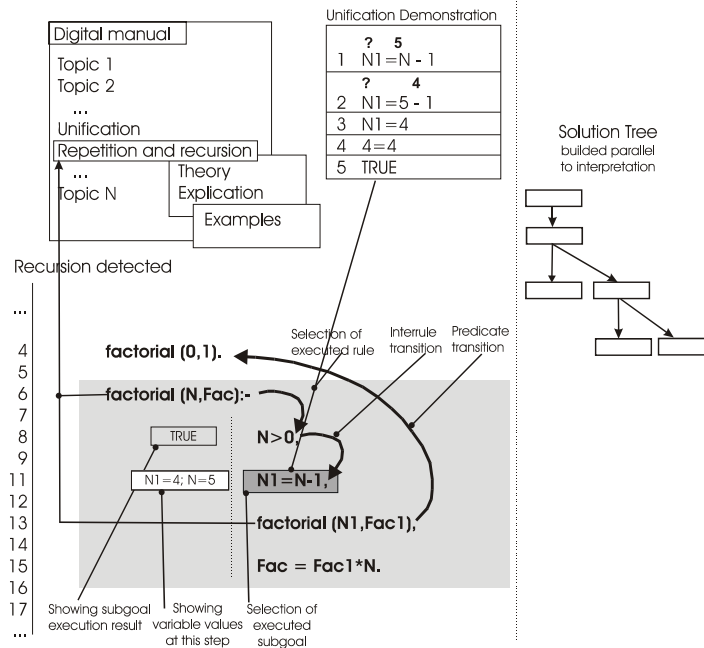 Digital manual
Topic 1
Topic 2
...
Unification
Repetition and recursion
...
Topic N
Theory
Explication
Examples
Unification Demonstration
? 5
1 N1=N - 1
? 4
2 N1=5 - 1
3 N1=4
4 4=4
5 TRUE
Solution Tree
builded parallel
to interpretation
Recursion detected
...
4 factorial (0,1).
5
6 factorial (N,Fac):-
7
8 TRUE N>0,
9
11 N1=4; N=5 N1=N-1,
12
13 factorial (N1,Fac1),
14
15 Fac = Fac1*N.
16
17
...
Selection of
executed rule
Interrule
transition
Predicate
transition
Showing subgoal
execution result
Showing
variable values
at this step
Selection of
executed
subgoal